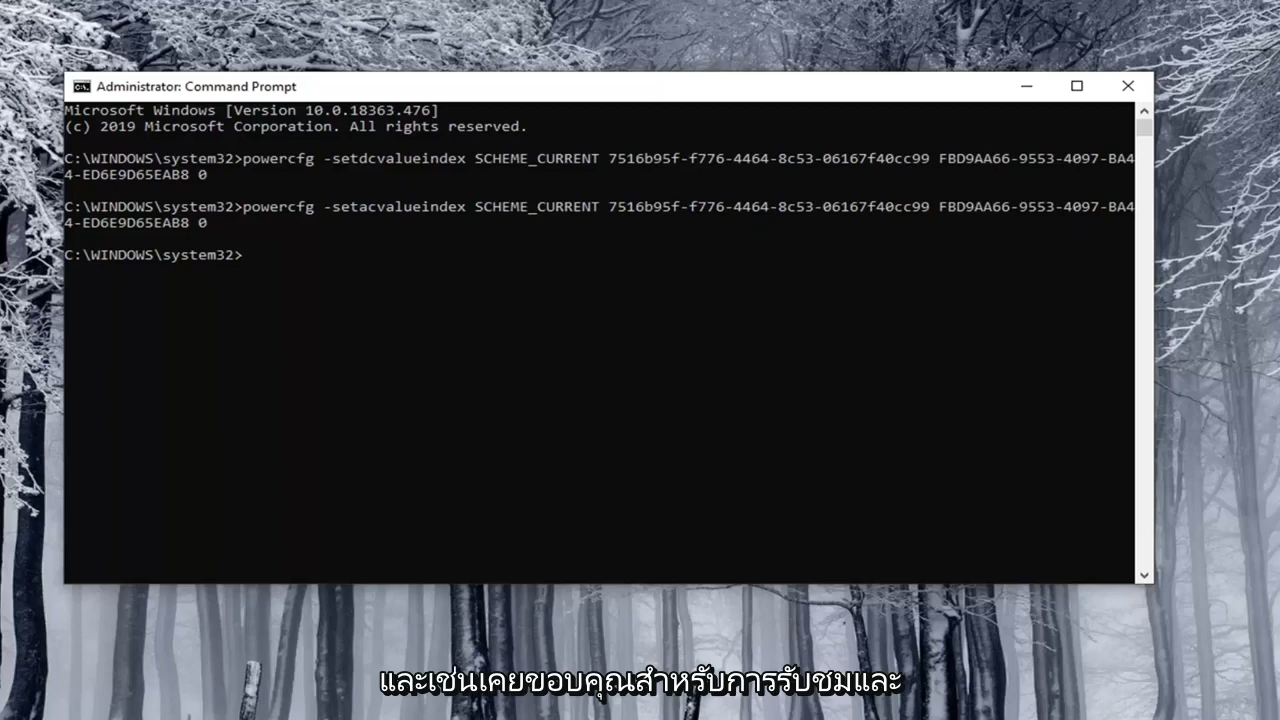 Administrator: Command Prompt
Microsoft Windows [Version 10.0.18363.476]
(c) 2019 Microsoft Corporation. All rights reserved.
C:\WINDOWS\system32>powercfg -setdcvalueindex SCHEME_CURRENT 7516b95f-f776-4464-8c53-06167f40cc99 FBD9AA66-9553-4097-BA4
4-ED6E9D65EAB8 0
C:\WINDOWS\system32>powercfg -setacvalueindex SCHEME_CURRENT 7516b95f-f776-4464-8c53-06167f40cc99 FBD9AA66-9553-4097-BA4
4-ED6E9D65EAB8 0
C:\WINDOWS\system32>
และเช่นเคยขอบคุณสำหรับการรับชมและ